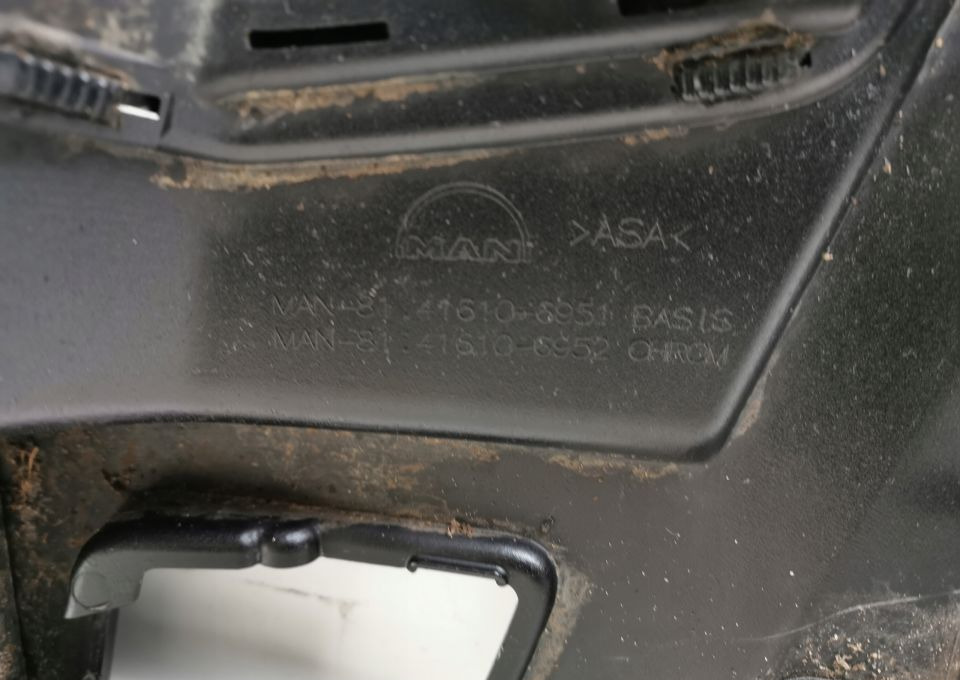 MAN
>ASA<
MAN-81.41610-6951 BASIS
MAN-81.41610-6952 CHROM